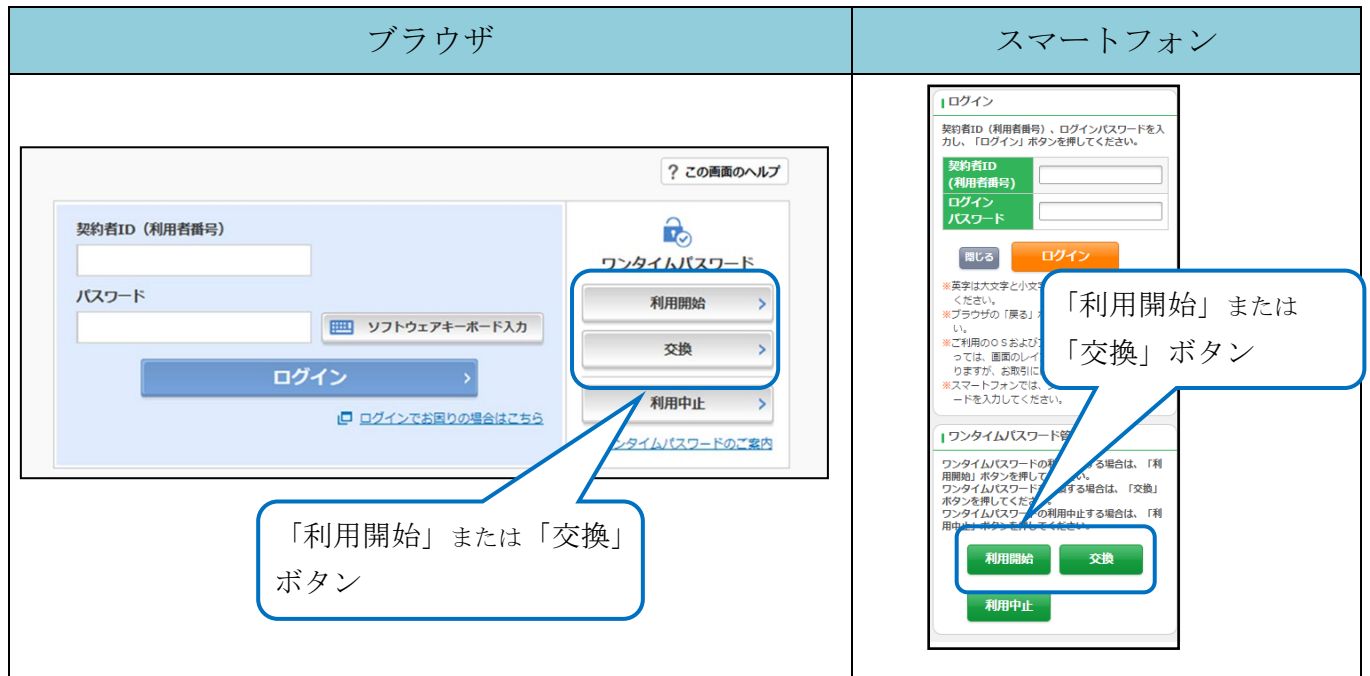 ブラウザ
スマートフォン
? この画面のヘルプ
契約者ID（利用者番号）
パスワード
ソフトウェアキーボード入力
ログイン
ログインでお困りの場合はこちら
ワンタイムパスワード
利用開始
交換
利用中止
ンタイムパスワードのご案内
「利用開始」または「交換」
ボタン
ログイン
契約者ID（利用者番号）、ログインパスワードを入
力し、「ログイン」ボタンを押してください。
契約者ID
(利用者番号)
ログイン
パスワード
閉じる
ログイン
※英字は大文字と小文
ください。
※ブラウザの「戻る」
い。
※ご利用のOSおよび
っては、画面のレイ
りますが、お取引に
※スマートフォンでは、
ードを入力してください。
「利用開始」または
「交換」ボタン
ワンタイムパスワード管
ワンタイムパスワードの利 する場合は、「利
用開始」ボタンを押して い。
ワンタイムパスワード する場合は、「交換」
ボタンを押してくだ 。
ワンタイムパスワードの利用中止する場合は、「利
用中止」ボタンを押してください。
利用開始
交換
利用中止